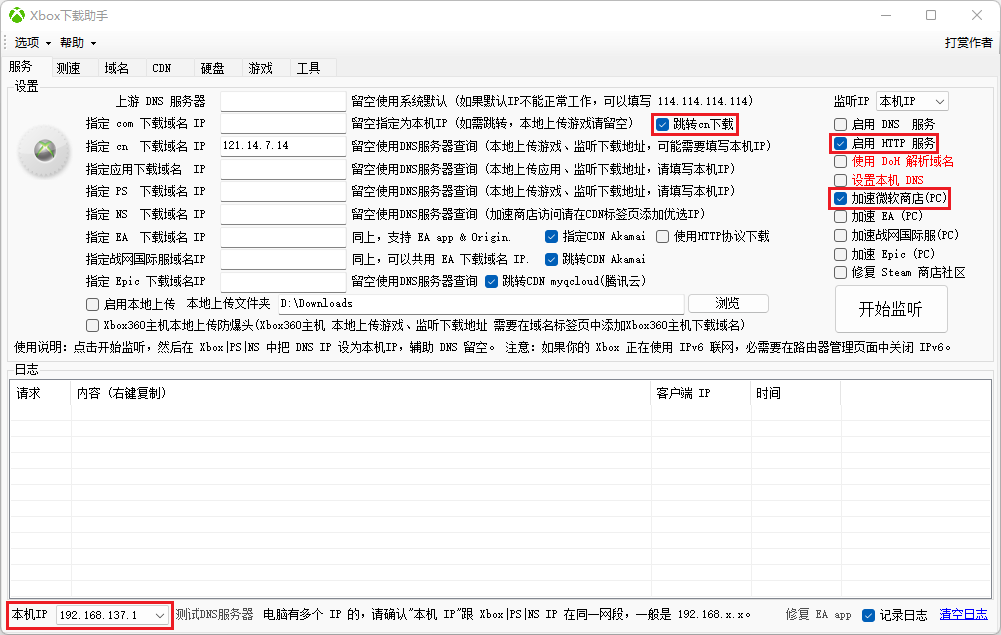 Xbox下载助手
选项 帮助 打赏作者
服务 测速 域名 CDN 硬盘 游戏 工具
设置
上游 DNS 服务器 留空使用系统默认 (如果默认IP不能正常工作，可以填写 114.114.114.114) 监听IP 本机IP
指定 com 下载域名 IP 留空指定为本机IP (如需跳转，本地上传游戏请留空) 跳转cn下载 启用 DNS 服务
指定 cn 下载域名 IP 121.14.7.14 留空使用DNS服务器查询 (本地上传游戏、监听下载地址，可能需要填写本机IP) 启用 HTTP 服务
指定应用下载域名 IP 留空使用DNS服务器查询 (本地上传应用、监听下载地址，请填写本机IP) 使用 DoH 解析域名
指定 PS 下载域名 IP 留空使用DNS服务器查询 (本地上传游戏、监听下载地址，请填写本机IP) 设置本机 DNS
加速微软商店(PC)
指定 NS 下载域名 IP 留空使用DNS服务器查询 (加速商店访问请在CDN标签页添加优选IP) 加速 EA (PC)
指定 EA 下载域名 IP 同上，支持 EA app & Origin. 指定CDN Akamai 使用HTTP协议下载 加速战网国际服(PC)
指定战网国际服域名IP 同上，可以共用 EA 下载域名 IP. 跳转CDN Akamai 加速 Epic (PC)
指定 Epic 下载域名 IP 留空使用DNS服务器查询 跳转CDN myqcloud(腾讯云) 修复 Steam 商店社区
启用本地上传 本地上传文件夹 D:\Downloads 浏览 开始监听
Xbox360主机本地上传防爆头(Xbox360主机 本地上传游戏、监听下载地址 需要在域名标签页中添加Xbox360主机域名)
使用说明：点击开始监听，然后在 Xbox|PS|NS 中把 DNS IP 设为本机IP，辅助 DNS 留空。 注意：如果你的 Xbox 正在使用 IPv6 联网，必需要在路由器管理页面中关闭 IPv6。
日志
请求 内容 (右键复制) 客户端 IP 时间
本机IP 192.168.137.1 测试DNS服务器 电脑有多个 IP 的，请确认"本机 IP"跟 Xbox|PS|NS IP 在同一网段，一般是 192.168.x.x。 修复 EA app 记录日志 清空日志